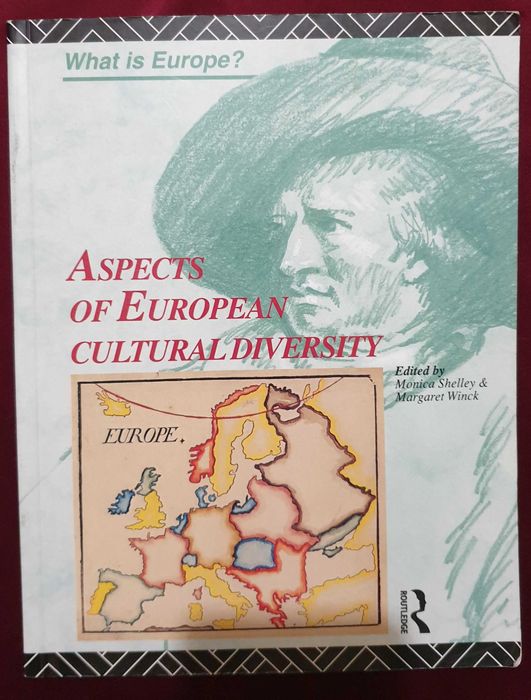 What is Europe?
ASPECTS
OF EUROPEAN
CULTURAL DIVERSITY
Edited by
Monica Shelley &
Margaret Winck
EUROPE.
ROUTLEDGE